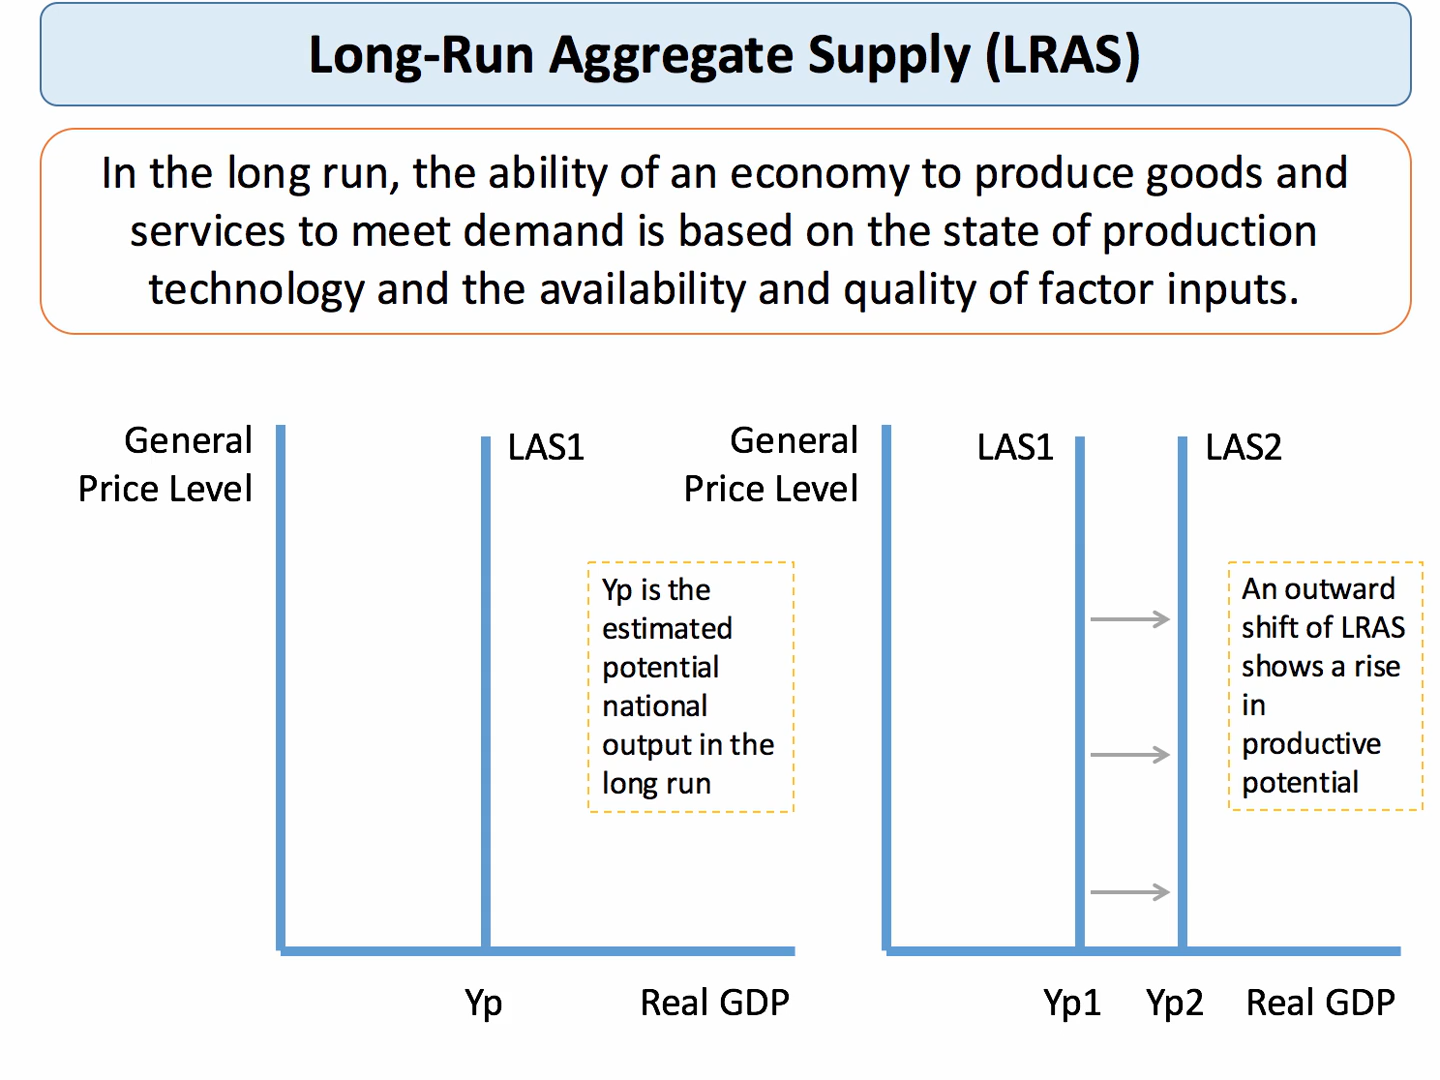 Long-Run Aggregate Supply (LRAS)
In the long run, the ability of an economy to produce goods and
services to meet demand is based on the state of production
technology and the availability and quality of factor inputs.
General
Price Level
LAS1
Yp is the
estimated
potential
national
output in the
long run
Yp
Real GDP
General
Price Level
LAS1
LAS2
An outward
shift of LRAS
shows a rise
in
productive
potential
Yp1
Yp2
Real GDP